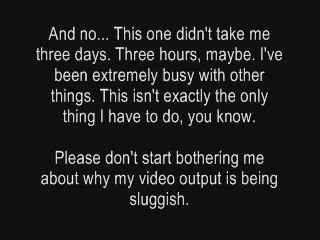 And no... This one didn't take me
three days. Three hours, maybe. I've
been extremely busy with other
things. This isn't exactly the only
thing I have to do, you know.
Please don't start bothering me
about why my video output is being
sluggish.